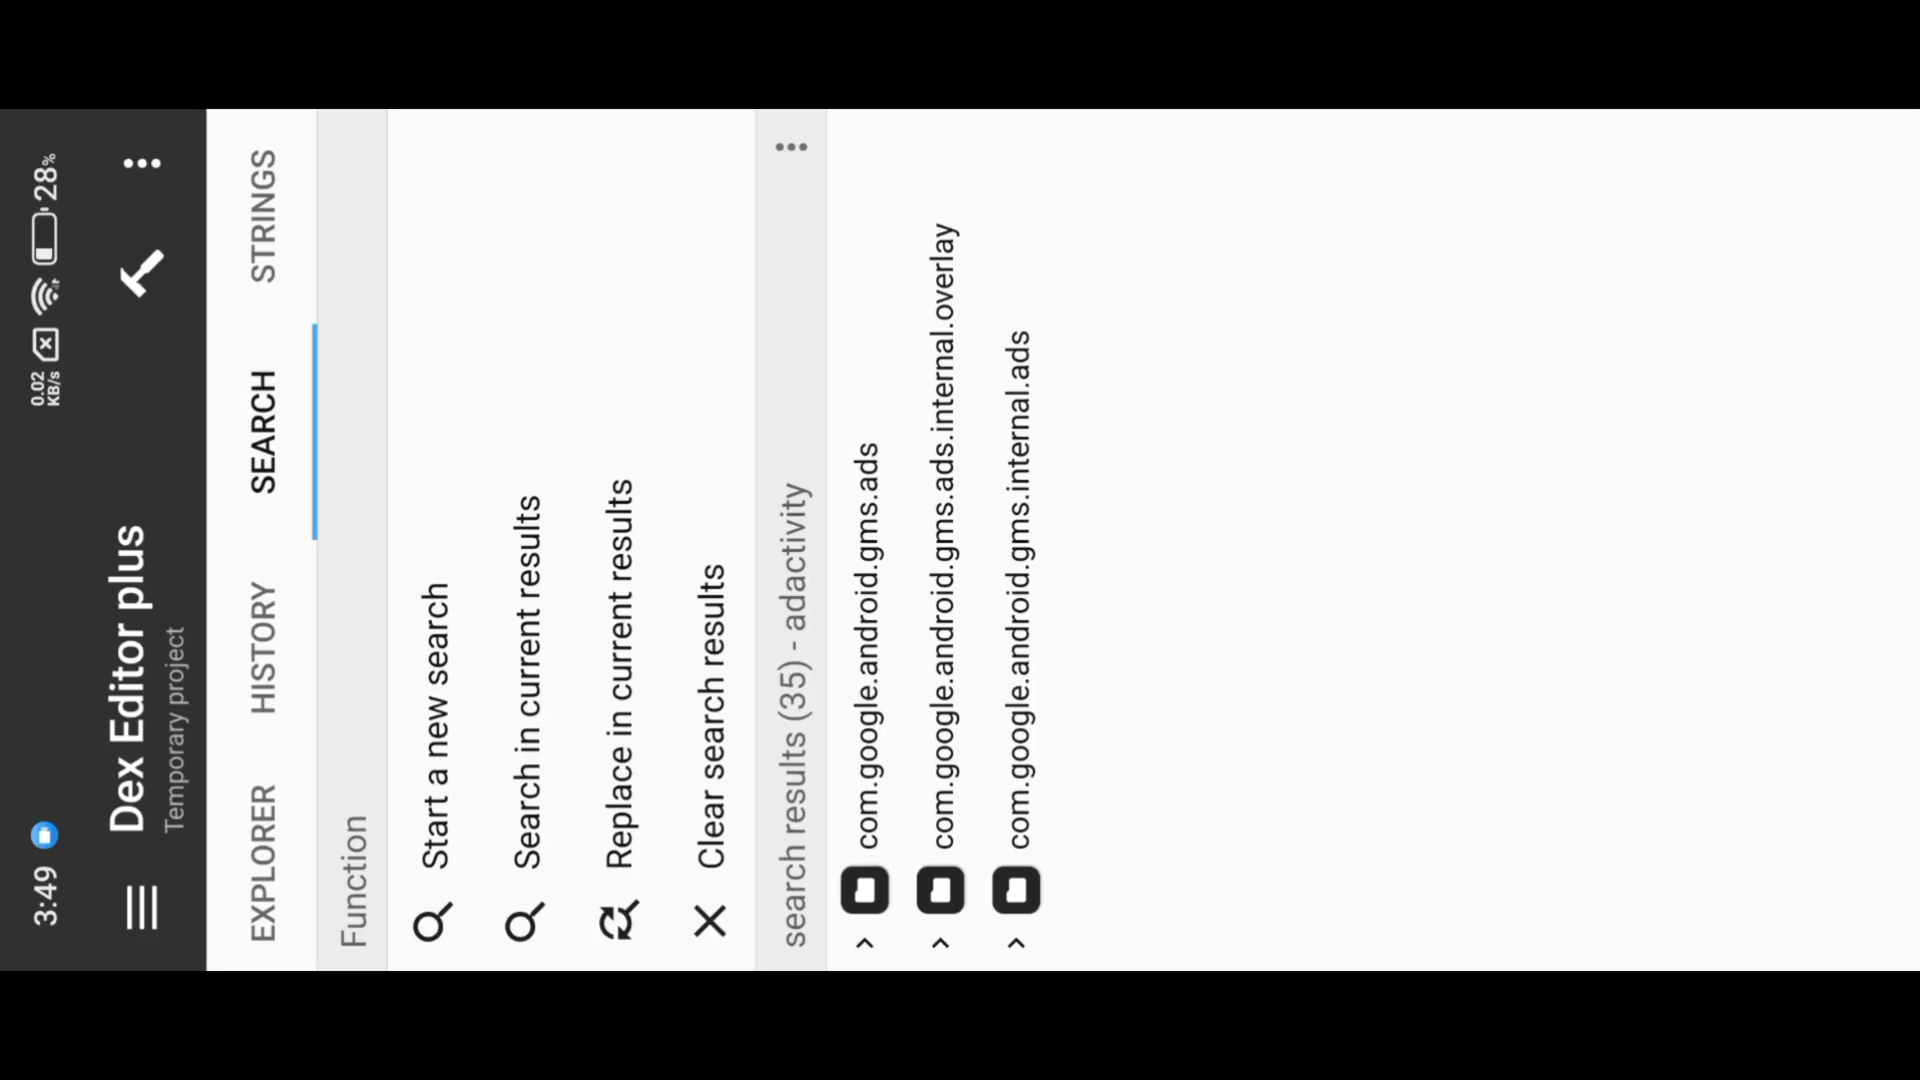 3:49
0.02
KB/s
28%
Dex Editor plus
Temporary project
EXPLORER
HISTORY
SEARCH
STRINGS
Function
Start a new search
Search in current results
Replace in current results
Clear search results
search results (35) - adactivity
com.google.android.gms.ads
com.google.android.gms.ads.internal.overlay
com.google.android.gms.internal.ads